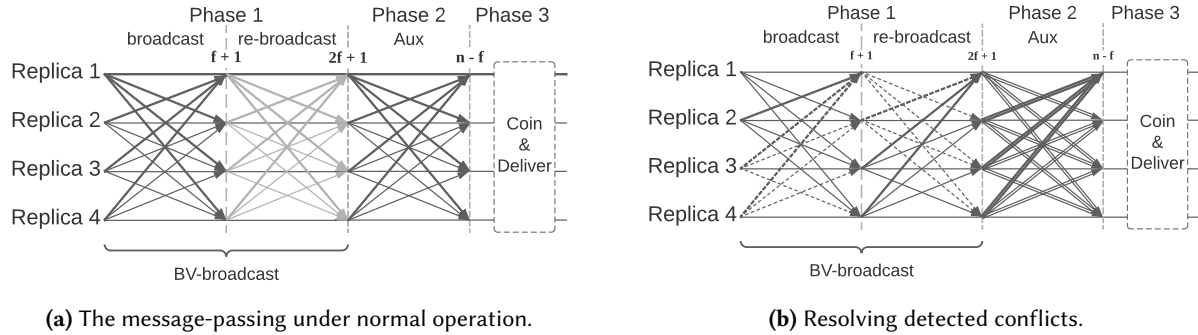 Phase 1
Phase 2
Phase 3
broadcast
re-broadcast
Aux
f + 1
2f + 1
n - f
Replica 1
Replica 2
Replica 3
Replica 4
Coin
&
Deliver
BV-broadcast
(a) The message-passing under normal operation.
Phase 1
Phase 2
Phase 3
broadcast
re-broadcast
Aux
f + 1
2f + 1
n - f
Replica 1
Replica 2
Replica 3
Replica 4
Coin
&
Deliver
BV-broadcast
(b) Resolving detected conflicts.